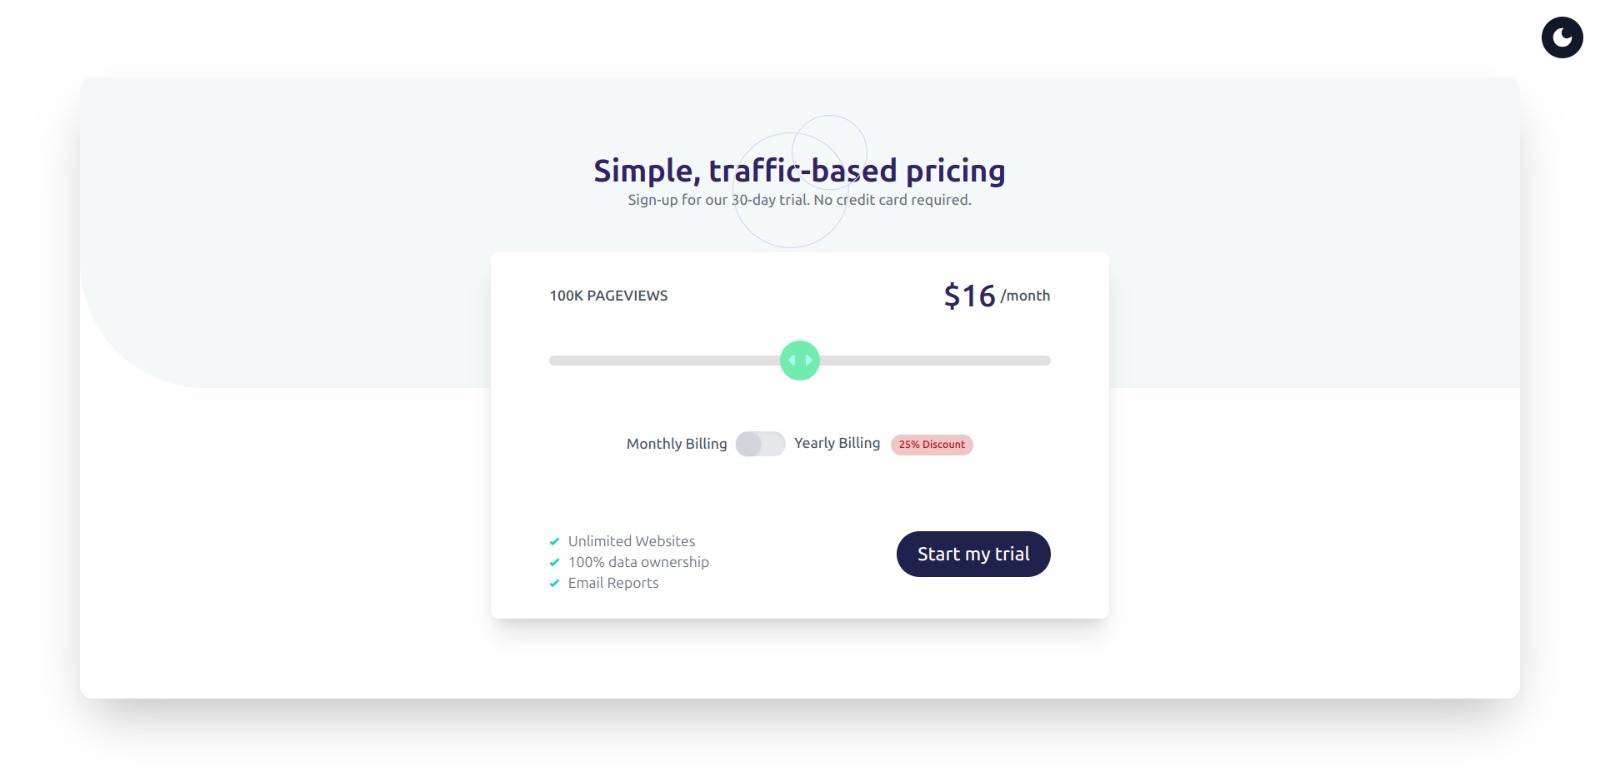 Simple, traffic-based pricing
Sign-up for our 30-day trial. No credit card required.
100K PAGEVIEWS
$16 /month
Monthly Billing
Yearly Billing
25% Discount
Unlimited Websites
100% data ownership
Email Reports
Start my trial